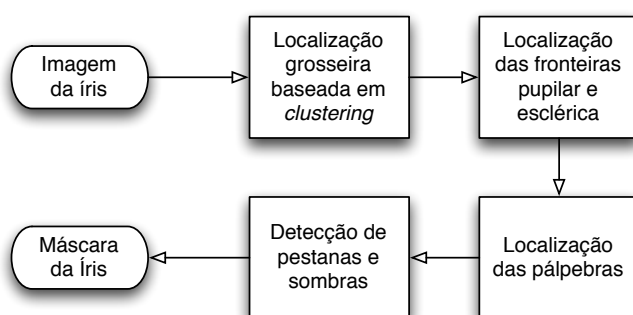 Imagem
da íris
Localização
grosseira
baseada em
clustering
Localização
das fronteiras
pupilar e
esclérica
Localização
das pálpebras
Detecção de
pestanas e
sombras
Máscara
da Íris